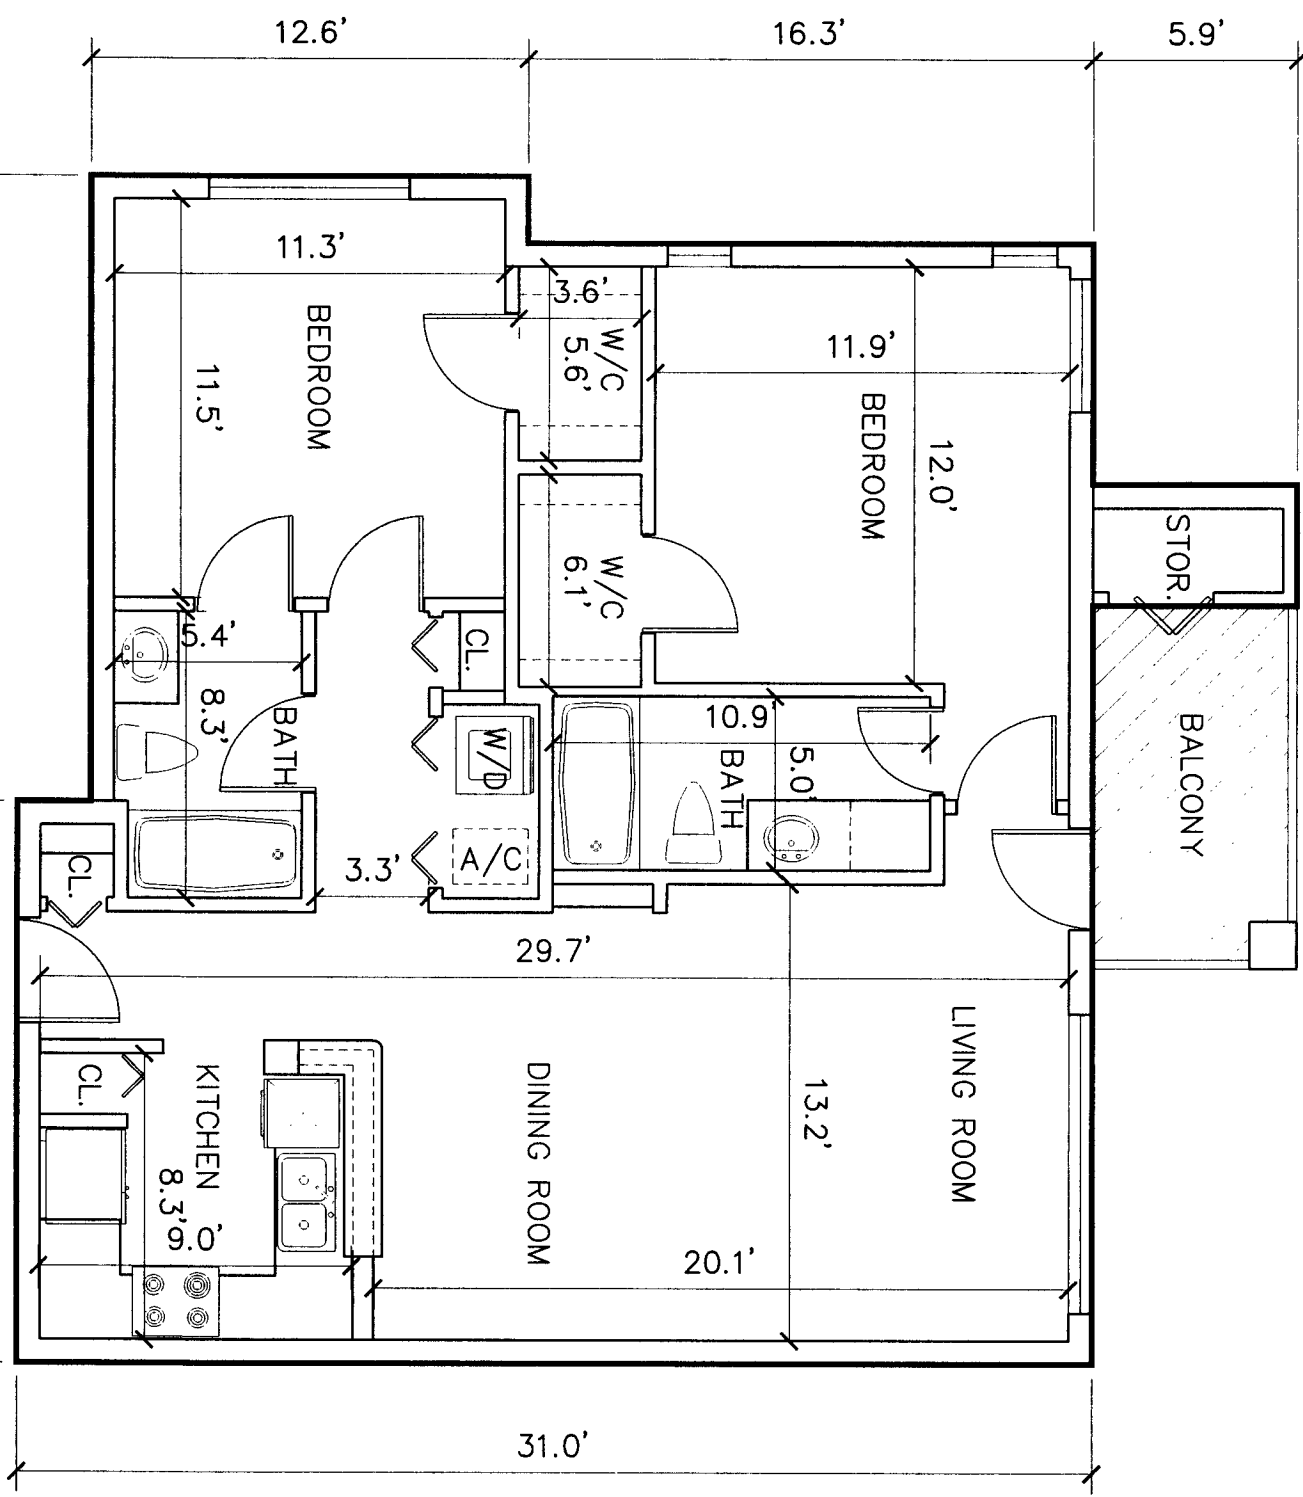 12.6'
16.3'
5.9'
11.3'
3.6'
W/C
5.6'
11.9'
BEDROOM
11.5'
BEDROOM
12.0'
STOR.
W/C
6.1'
5.4'
CL.
8.3'
BATH
W/D
10.9'
5.0'
BATH
BALCONY
CL.
3.3'
A/C
29.7'
LIVING ROOM
CL.
KITCHEN
DINING ROOM
13.2'
8.3'
9.0'
20.1'
31.0'